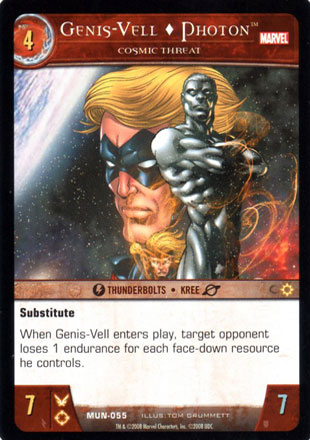 4
GENIS-VELL ♦ PHOTON™
COSMIC THREAT
MARVEL
THUNDERBOLTS • KREE
C
Substitute
When Genis-Vell enters play, target opponent
loses 1 endurance for each face-down resource
he controls.
7
7
MUN-055 ILLUS: TOM GRUMMETT
TM & ©2008 Marvel Characters, Inc. ©2008 UDC.